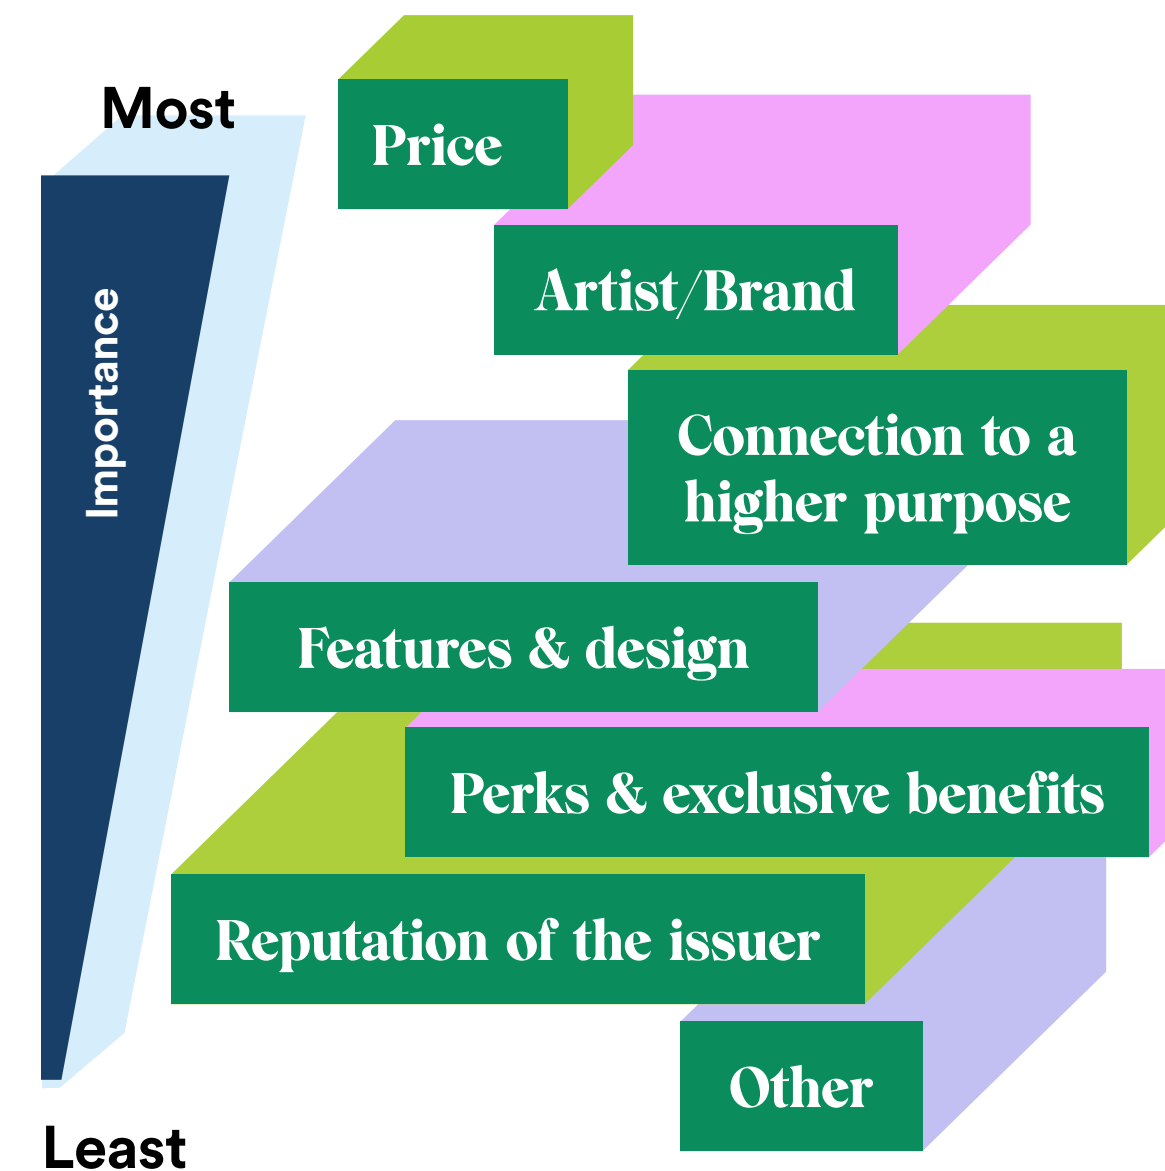 Most
Importance
Price
Artist/Brand
Connection to a
higher purpose
Features & design
Perks & exclusive benefits
Reputation of the issuer
Other
Least